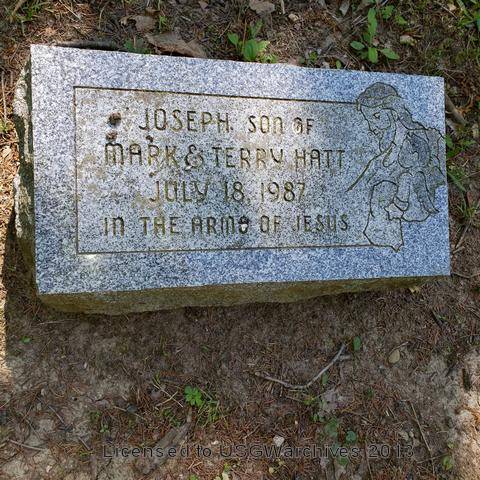 JOSEPH, SON OF
MARK & TERRY HATT
JULY 18, 1987
IN THE ARMS OF JESUS
Licensed to USGWarchives 2013